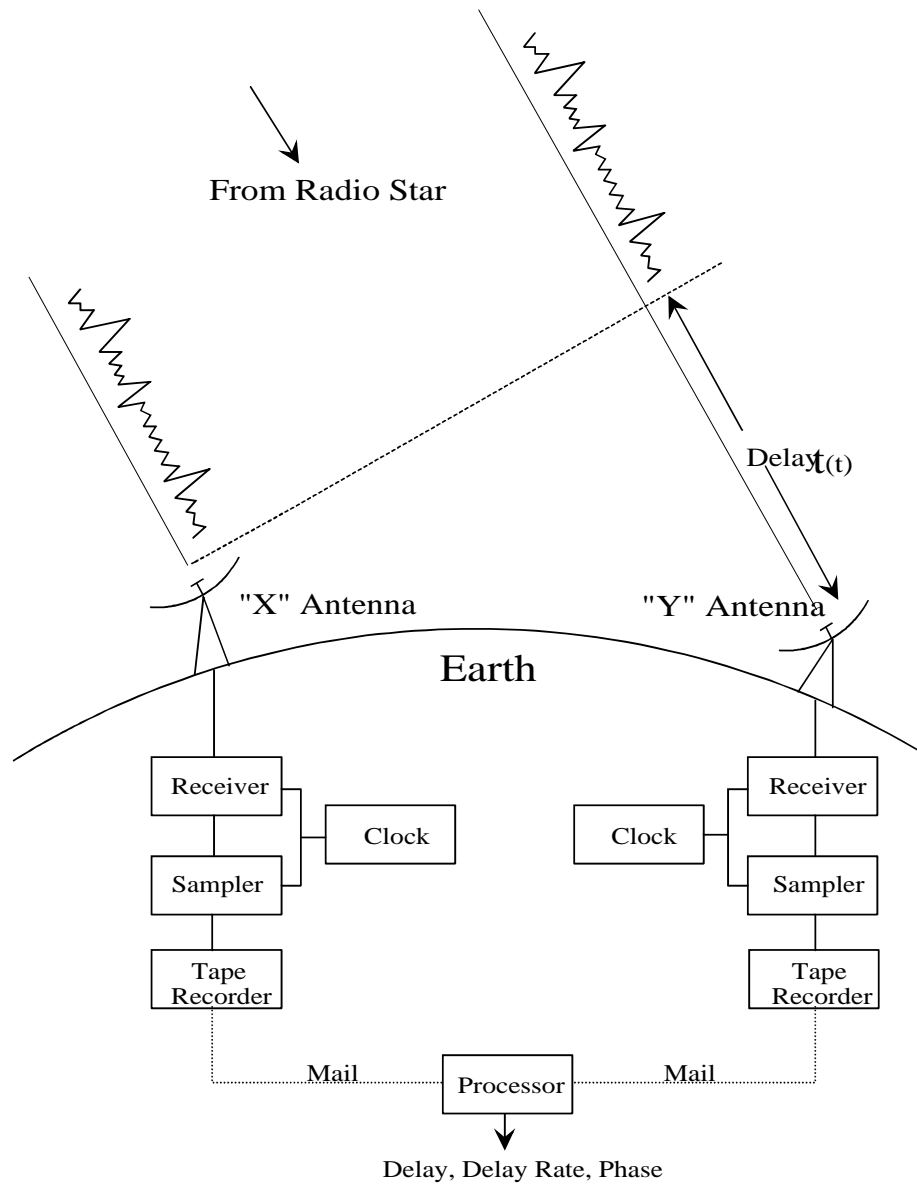 From Radio Star
Delay t(t)
"X" Antenna
"Y" Antenna
Earth
Receiver
Receiver
Clock
Clock
Sampler
Sampler
Tape
Recorder
Tape
Recorder
Mail
Mail
Processor
Delay, Delay Rate, Phase